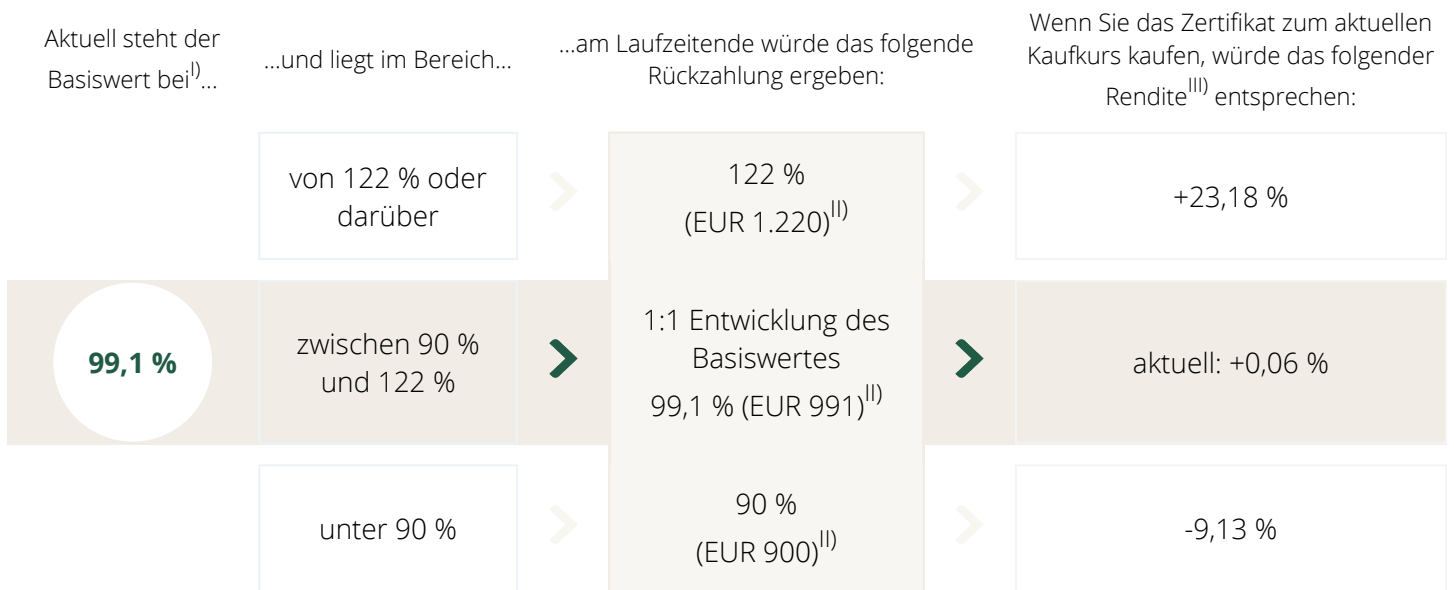 Aktuell steht der
Basiswert bei^I)...
...und liegt im Bereich...
...am Laufzeitende würde das folgende
Rückzahlung ergeben:
Wenn Sie das Zertifikat zum aktuellen
Kaufkurs kaufen, würde das folgender
Rendite^III) entsprechen:
von 122 % oder
darüber
122 %
(EUR 1.220)^II)
+23,18 %
99,1 %
zwischen 90 %
und 122 %
1:1 Entwicklung des
Basiswertes
99,1 % (EUR 991)^II)
aktuell: +0,06 %
unter 90 %
90 %
(EUR 900)^II)
-9,13 %